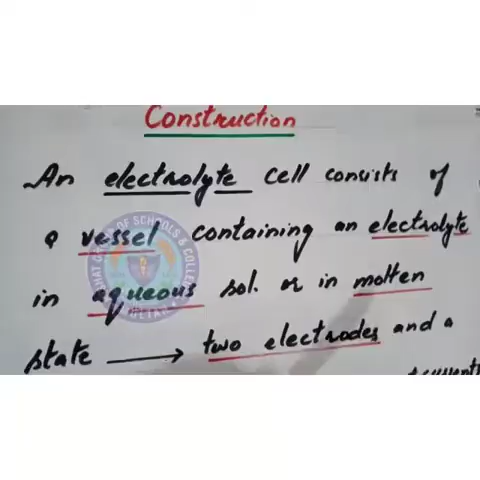 Construction
An electrolyte cell consists of
a vessel containing an electrolyte
in aqueous sol. or in molten
state → two electrodes and a